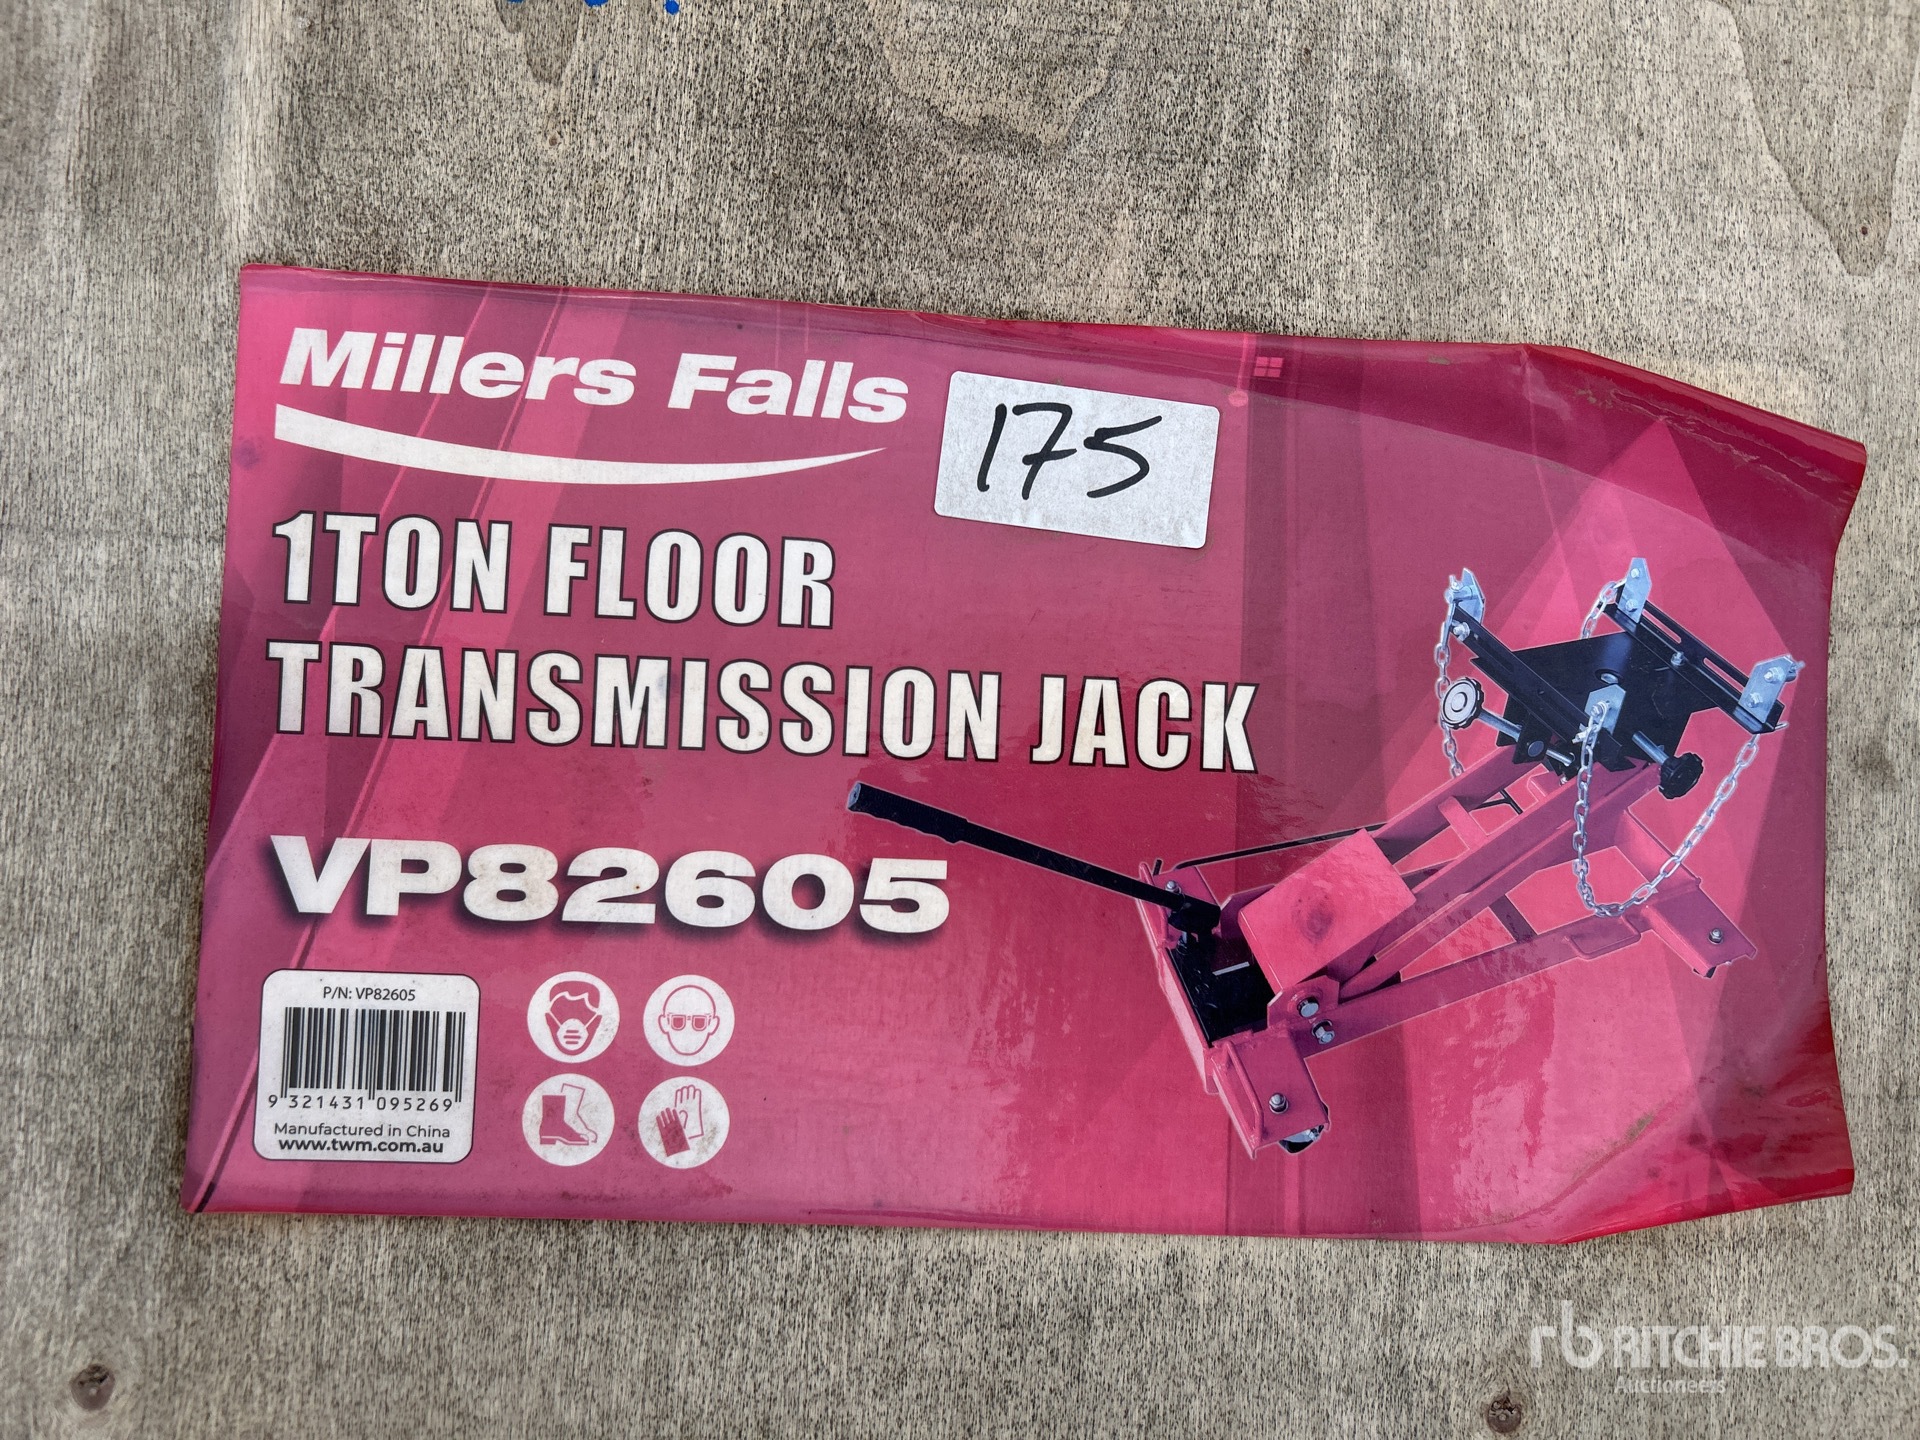 Millers Falls
175
1TON FLOOR
TRANSMISSION JACK
VP82605
P/N: VP82605
9 321431 095269
Manufactured in China
www.twm.com.au
rb RITCHIE BROS.
Auctioneers